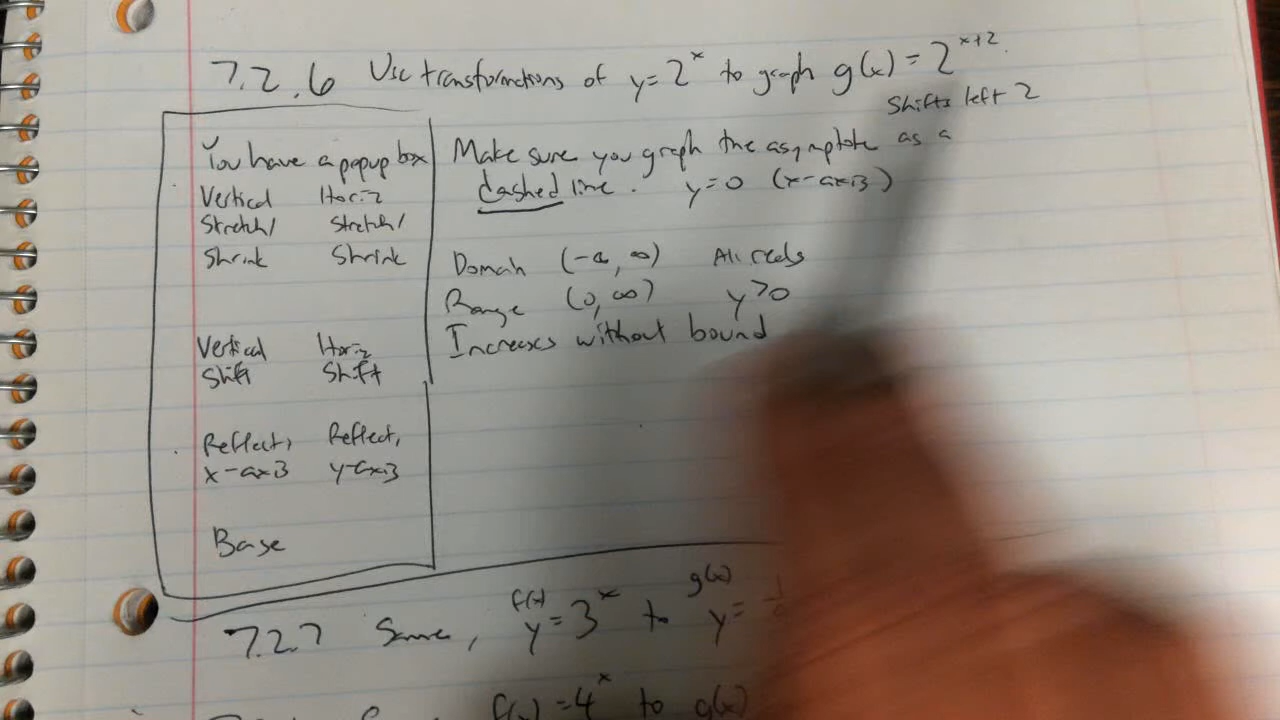 7.2.6 Use transformations of y=2^x to graph g(x)=2^x+2.
Shifts left 2
You have a popup box
Vertical Horiz
Stretch/ Stretch/
Shrink Shrink
Vertical Horiz
Shift Shift
Reflect, Reflect,
x-axis y-axis
Base
Make sure you graph the asymptote as a
dashed line. y=0 (x-axis)
Domain (-∞, ∞) All reals
Range (0, ∞) y>0
Increases without bound
7.2.7 Same, f(x) y=3^x to g(x) y=
f(x)=4^x to g(x)